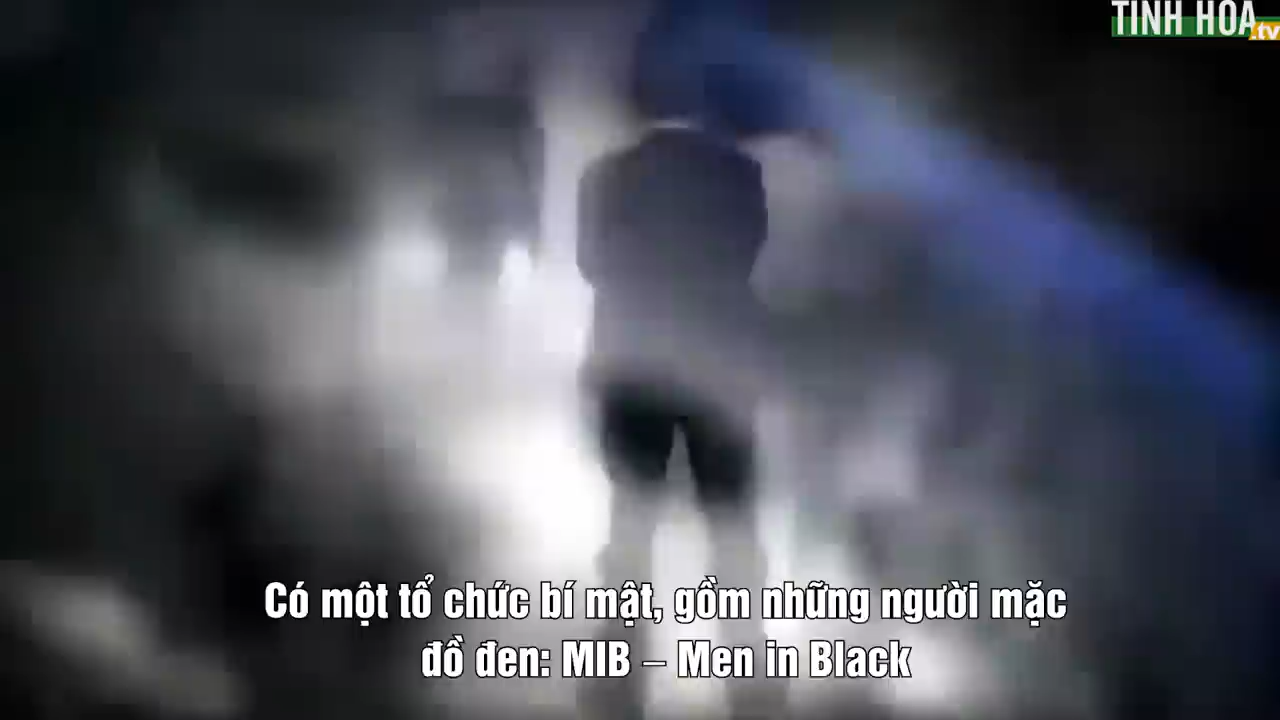 TINH HOA
.tv
Có một tổ chức bí mật, gồm những người mặc
đồ đen: MIB – Men in Black